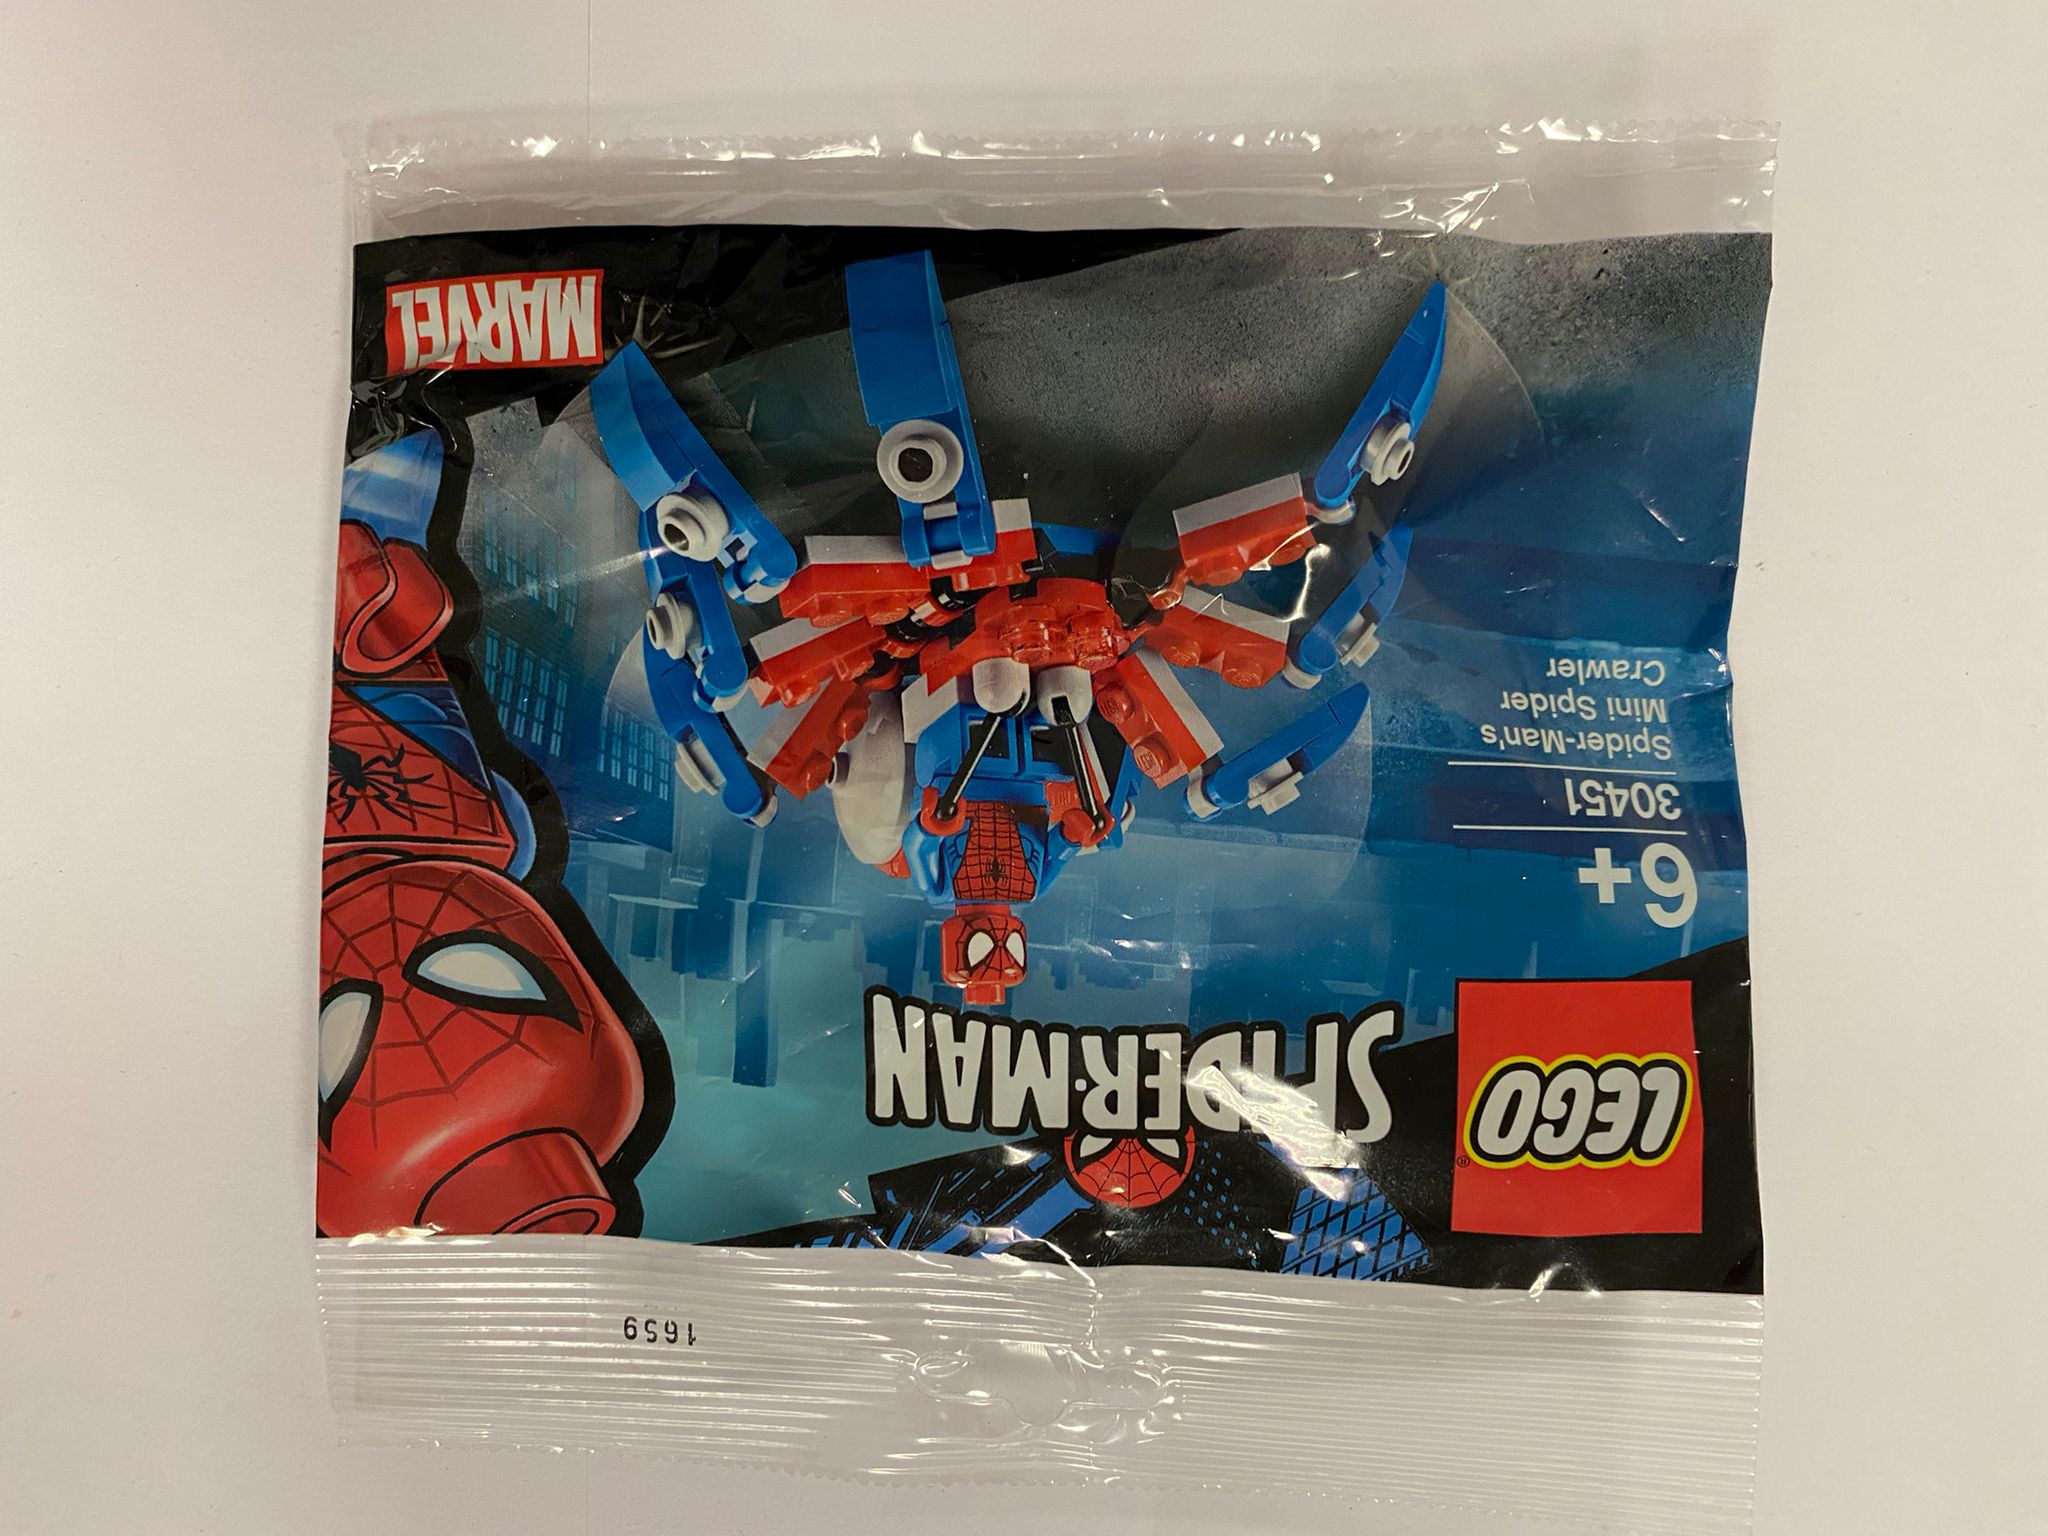 1659
LEGO
®
SPIDER-MAN
6+
30451
Spider-Man's
Mini Spider
Crawler
MARVEL